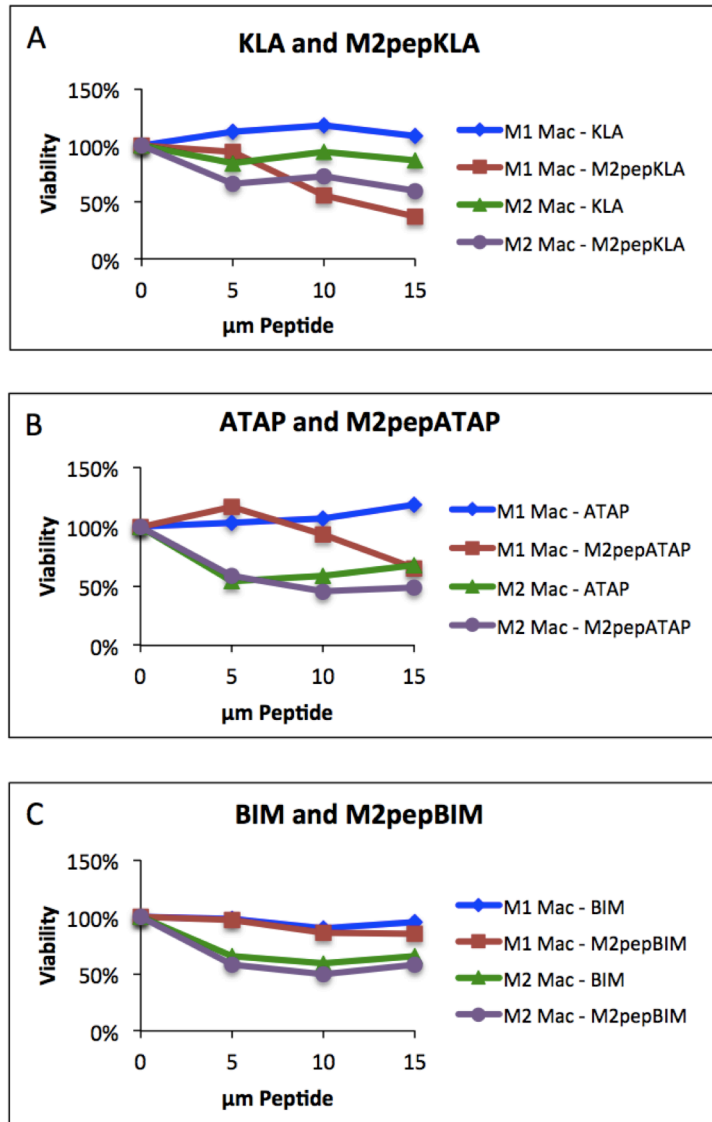 A
KLA and M2pepKLA
150%
100%
50%
0%
Viability
0 5 10 15
µm Peptide
M1 Mac - KLA
M1 Mac - M2pepKLA
M2 Mac - KLA
M2 Mac - M2pepKLA
B
ATAP and M2pepATAP
150%
100%
50%
0%
Viability
0 5 10 15
µm Peptide
M1 Mac - ATAP
M1 Mac - M2pepATAP
M2 Mac - ATAP
M2 Mac - M2pepATAP
C
BIM and M2pepBIM
150%
100%
50%
0%
Viability
0 5 10 15
µm Peptide
M1 Mac - BIM
M1 Mac - M2pepBIM
M2 Mac - BIM
M2 Mac - M2pepBIM